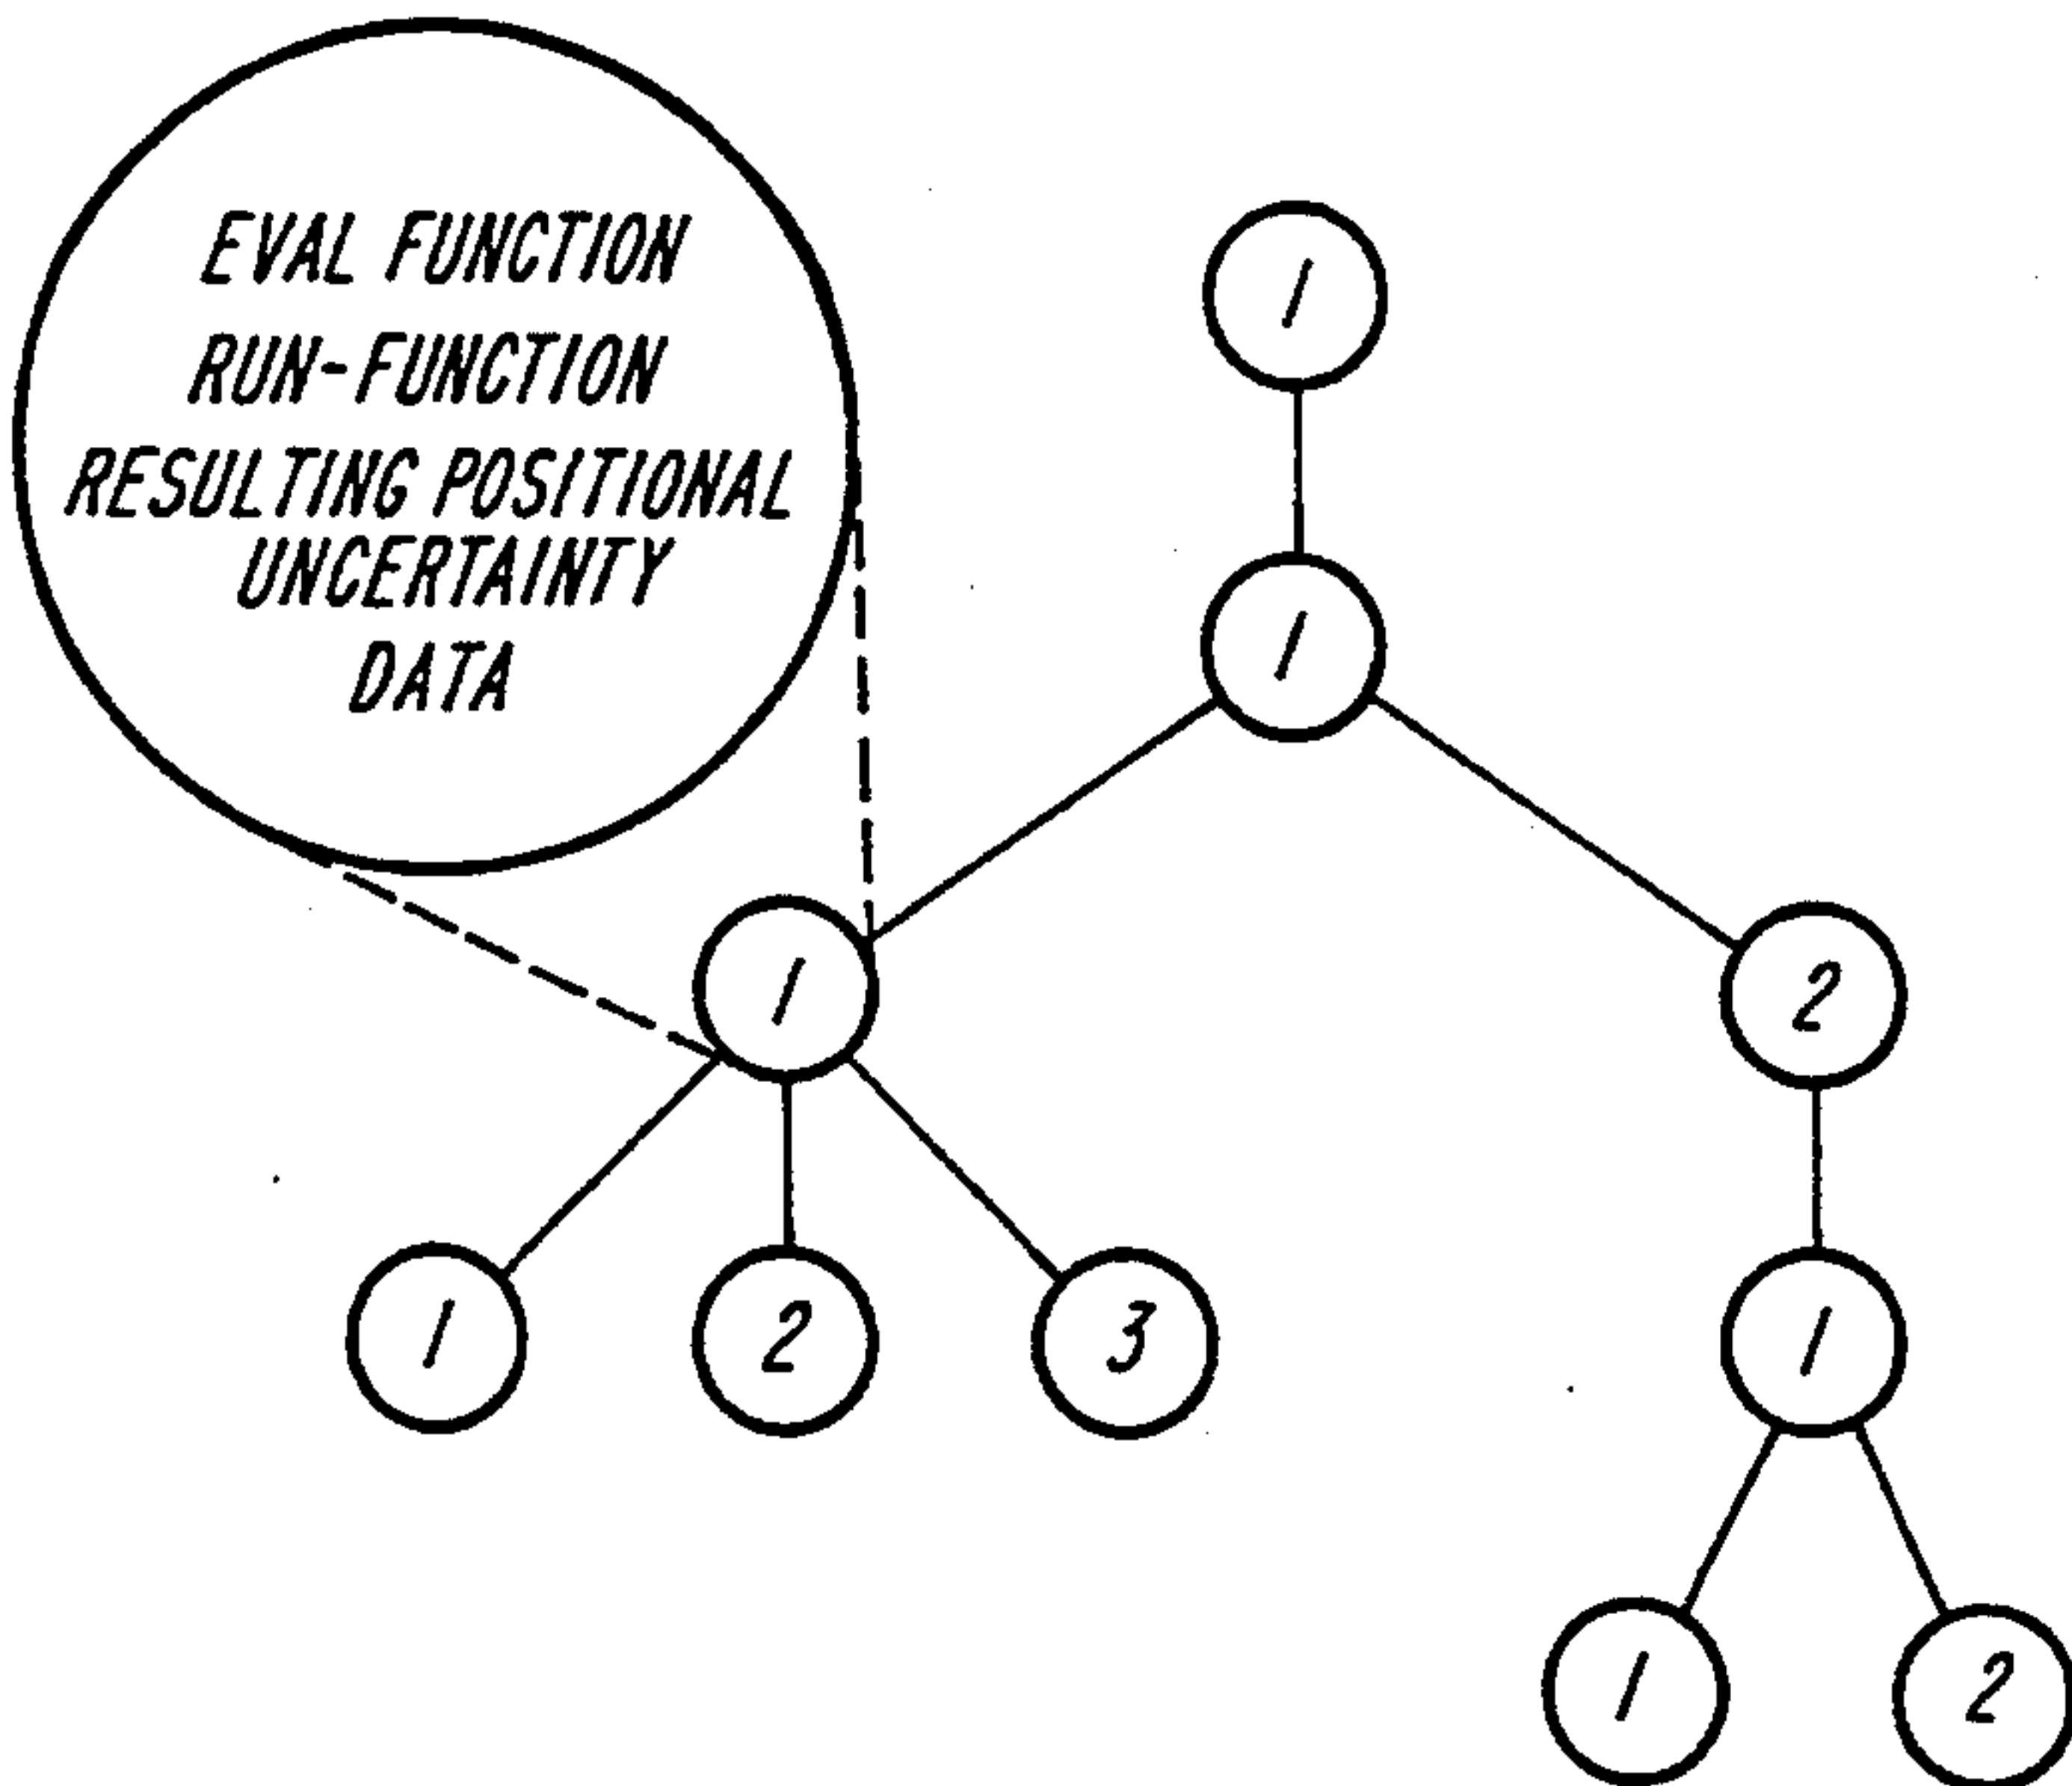 EVAL FUNCTION
RUN-FUNCTION
RESULTING POSITIONAL
UNCERTAINTY
DATA
1
1
1
2
1
2
3
1
1
2